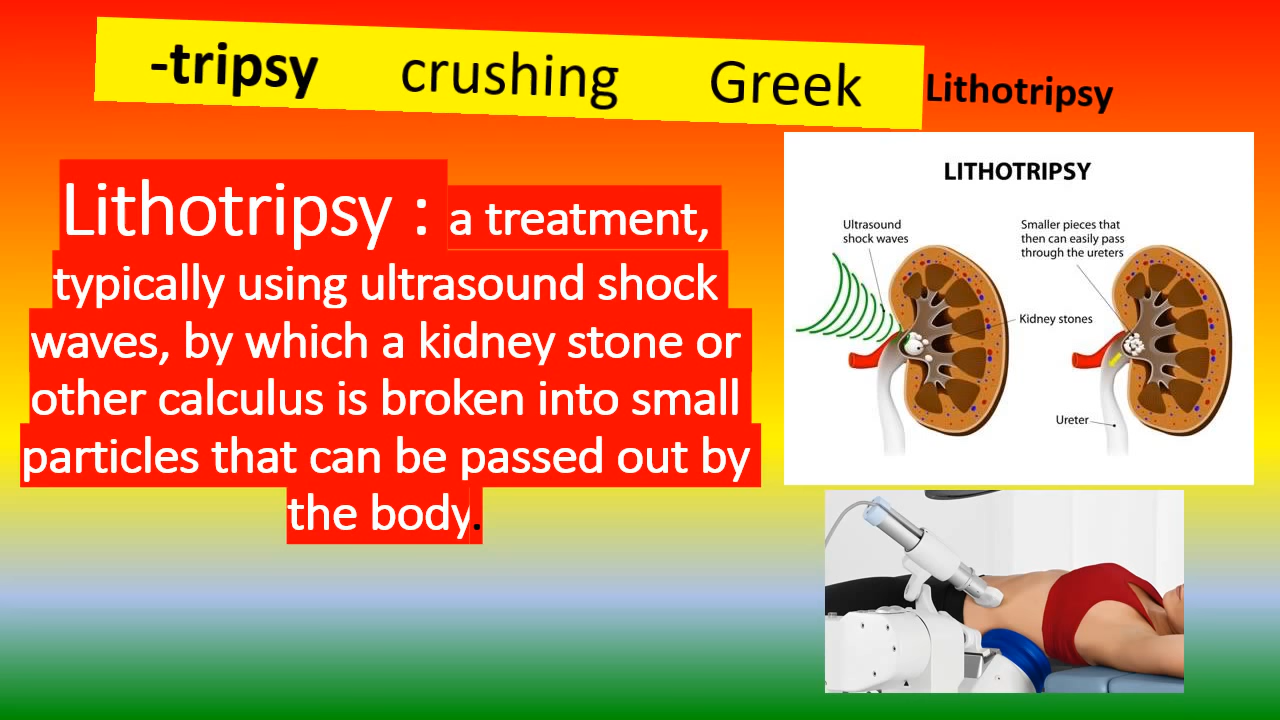 -tripsy crushing Greek Lithotripsy
Lithotripsy : a treatment,
typically using ultrasound shock
waves, by which a kidney stone or
other calculus is broken into small
particles that can be passed out by
the body.
LITHOTRIPSY
Ultrasound
shock waves
Smaller pieces that
then can easily pass
through the ureters
Kidney stones
Ureter